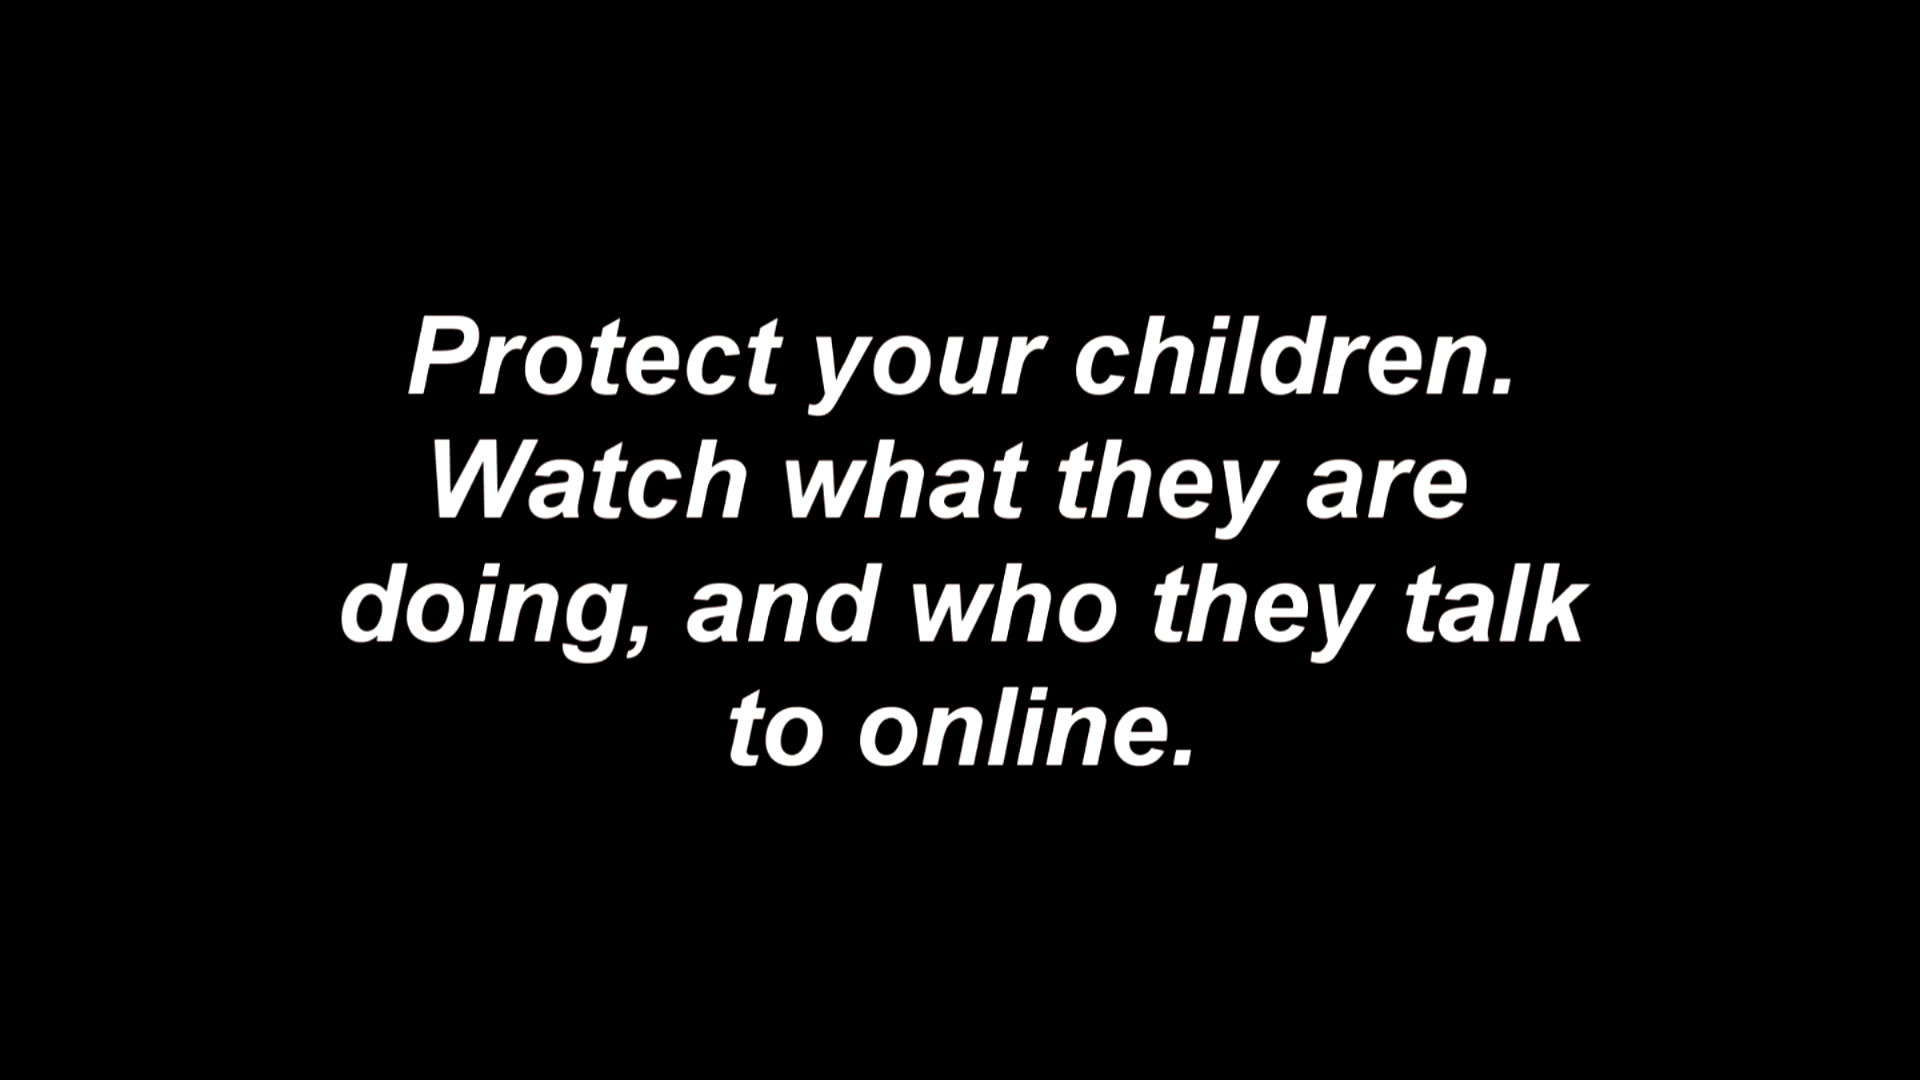 Protect your children.
Watch what they are
doing, and who they talk
to online.